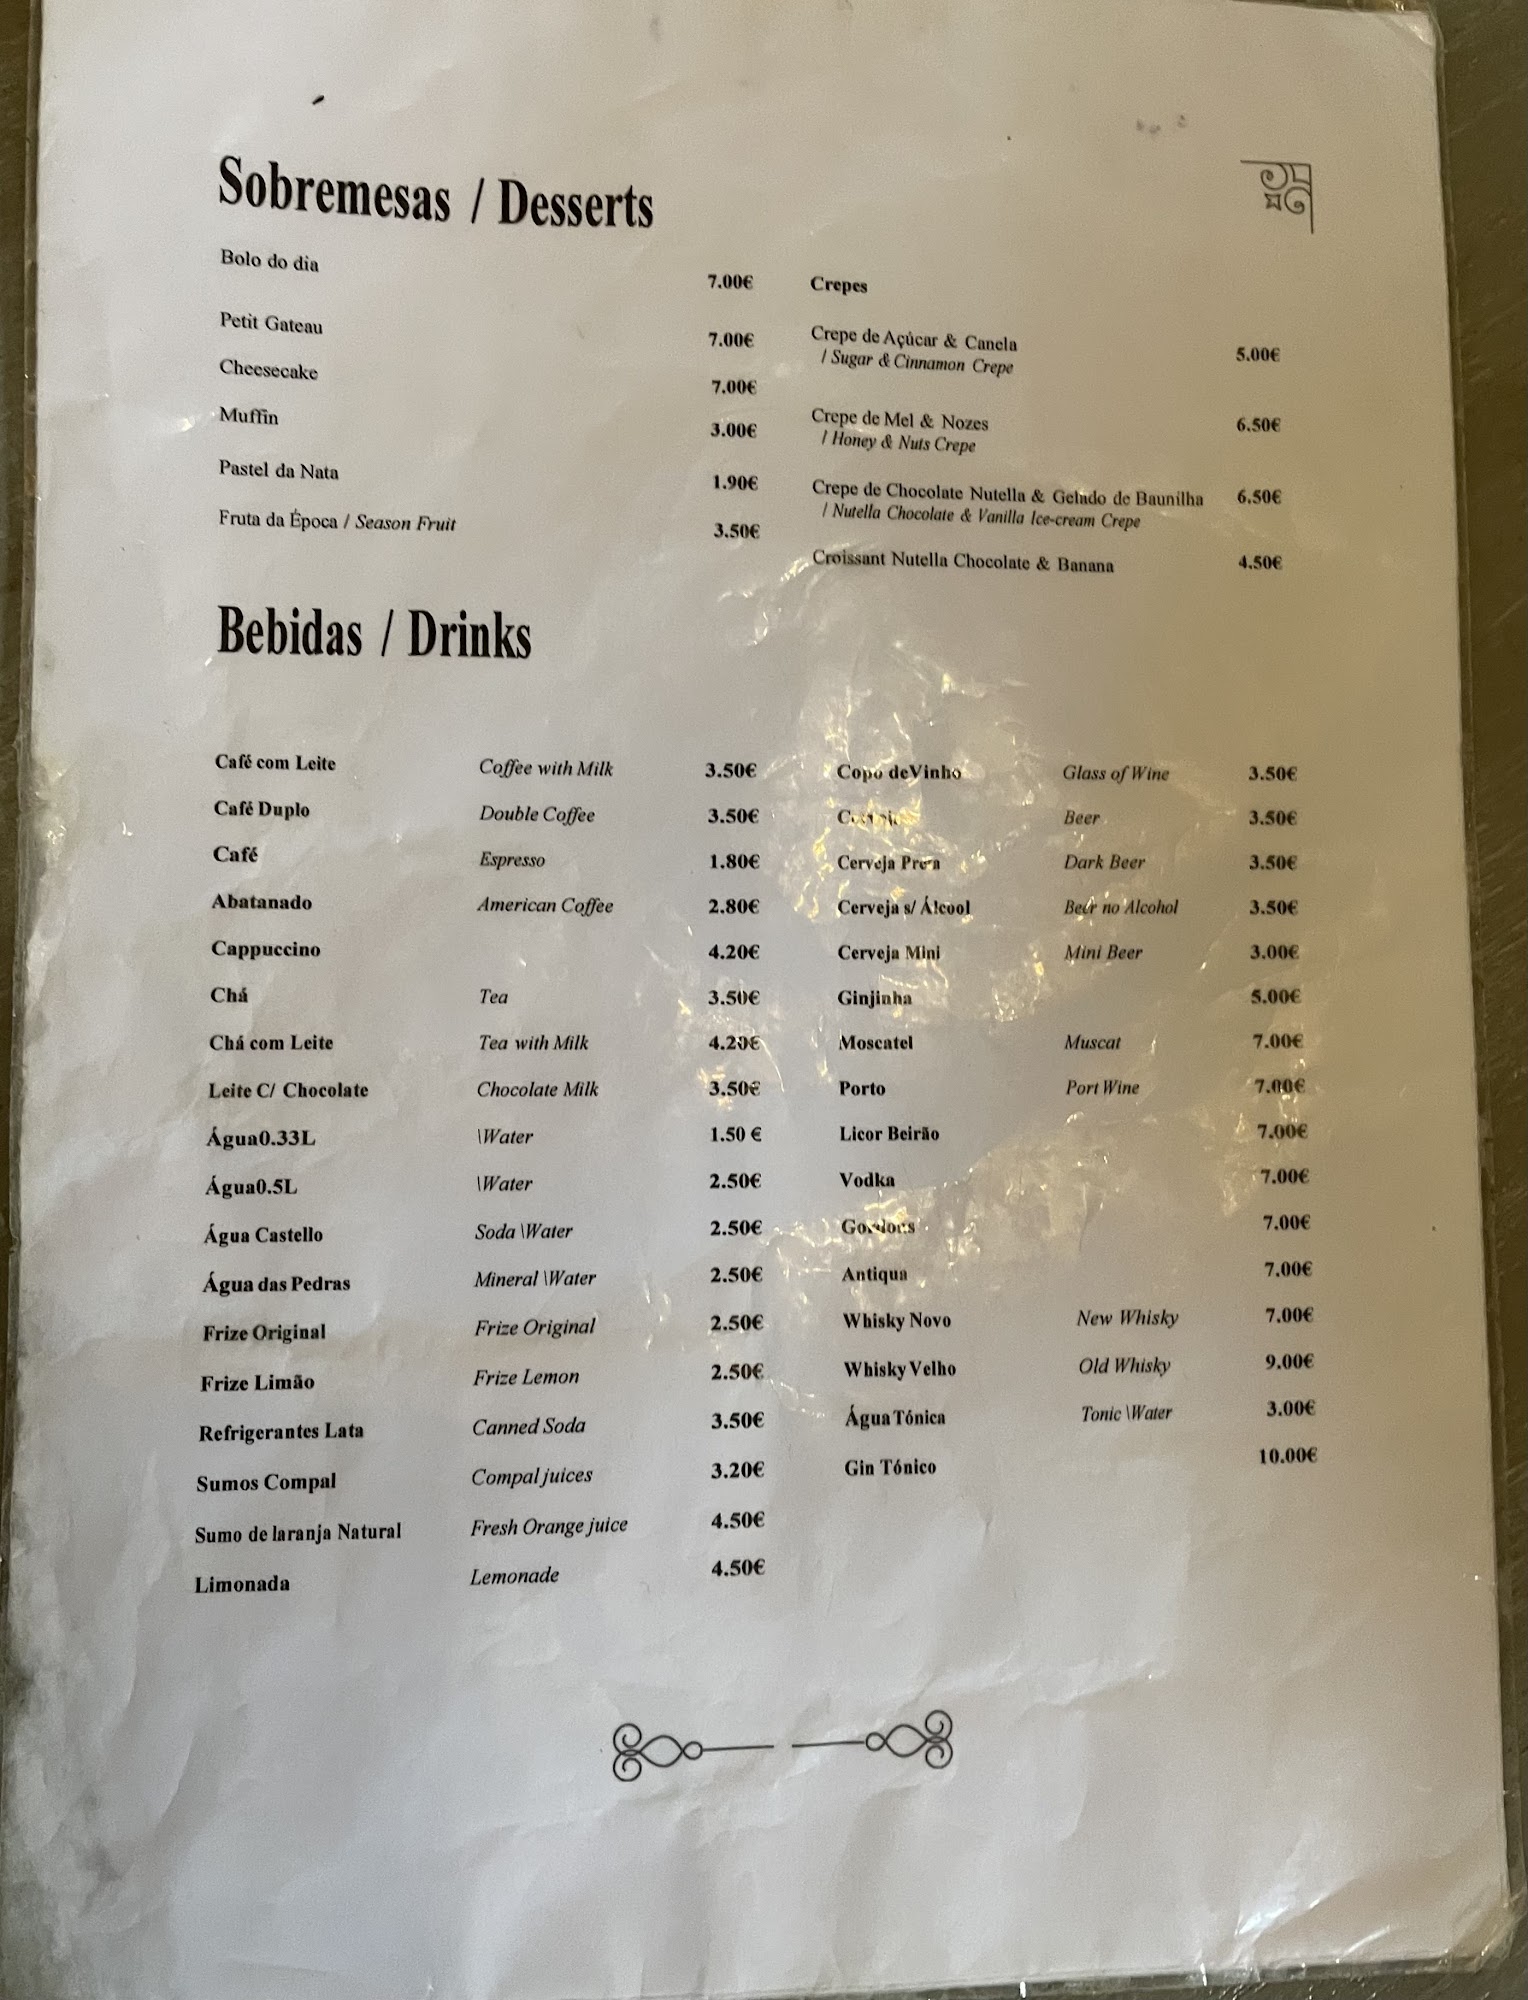 Sobremesas / Desserts
Bolo do dia 7.00€
Petit Gateau 7.00€
Cheesecake 7.00€
Muffin 3.00€
Pastel da Nata 1.90€
Fruta da Época / Season Fruit 3.50€
Crepes
Crepe de Açúcar & Canela 5.00€
/ Sugar & Cinnamon Crepe
Crepe de Mel & Nozes 6.50€
/ Honey & Nuts Crepe
Crepe de Chocolate Nutella & Gelado de Baunilha 6.50€
/ Nutella Chocolate & Vanilla Ice-cream Crepe
Croissant Nutella Chocolate & Banana 4.50€
Bebidas / Drinks
Café com Leite Coffee with Milk 3.50€
Café Duplo Double Coffee 3.50€
Café Espresso 1.80€
Abatanado American Coffee 2.80€
Cappuccino 4.20€
Chá Tea 3.50€
Chá com Leite Tea with Milk 4.20€
Leite C/ Chocolate Chocolate Milk 3.50€
Água0.33L \Water 1.50 €
Água0.5L \Water 2.50€
Água Castello Soda \Water 2.50€
Água das Pedras Mineral \Water 2.50€
Frize Original Frize Original 2.50€
Frize Limão Frize Lemon 2.50€
Refrigerantes Lata Canned Soda 3.50€
Sumos Compal Compal juices 3.20€
Sumo de laranja Natural Fresh Orange juice 4.50€
Limonada Lemonade 4.50€
Copo deVinho Glass of Wine 3.50€
Beer 3.50€
Cerveja Preta Dark Beer 3.50€
Cerveja s/ Álcool Beer no Alcohol 3.50€
Cerveja Mini Mini Beer 3.00€
Ginjinha 5.00€
Moscatel Muscat 7.00€
Porto Port Wine 7.00€
Licor Beirão 7.00€
Vodka 7.00€
Gordons 7.00€
Antiqua 7.00€
Whisky Novo New Whisky 7.00€
Whisky Velho Old Whisky 9.00€
Água Tónica Tonic \Water 3.00€
Gin Tónico 10.00€